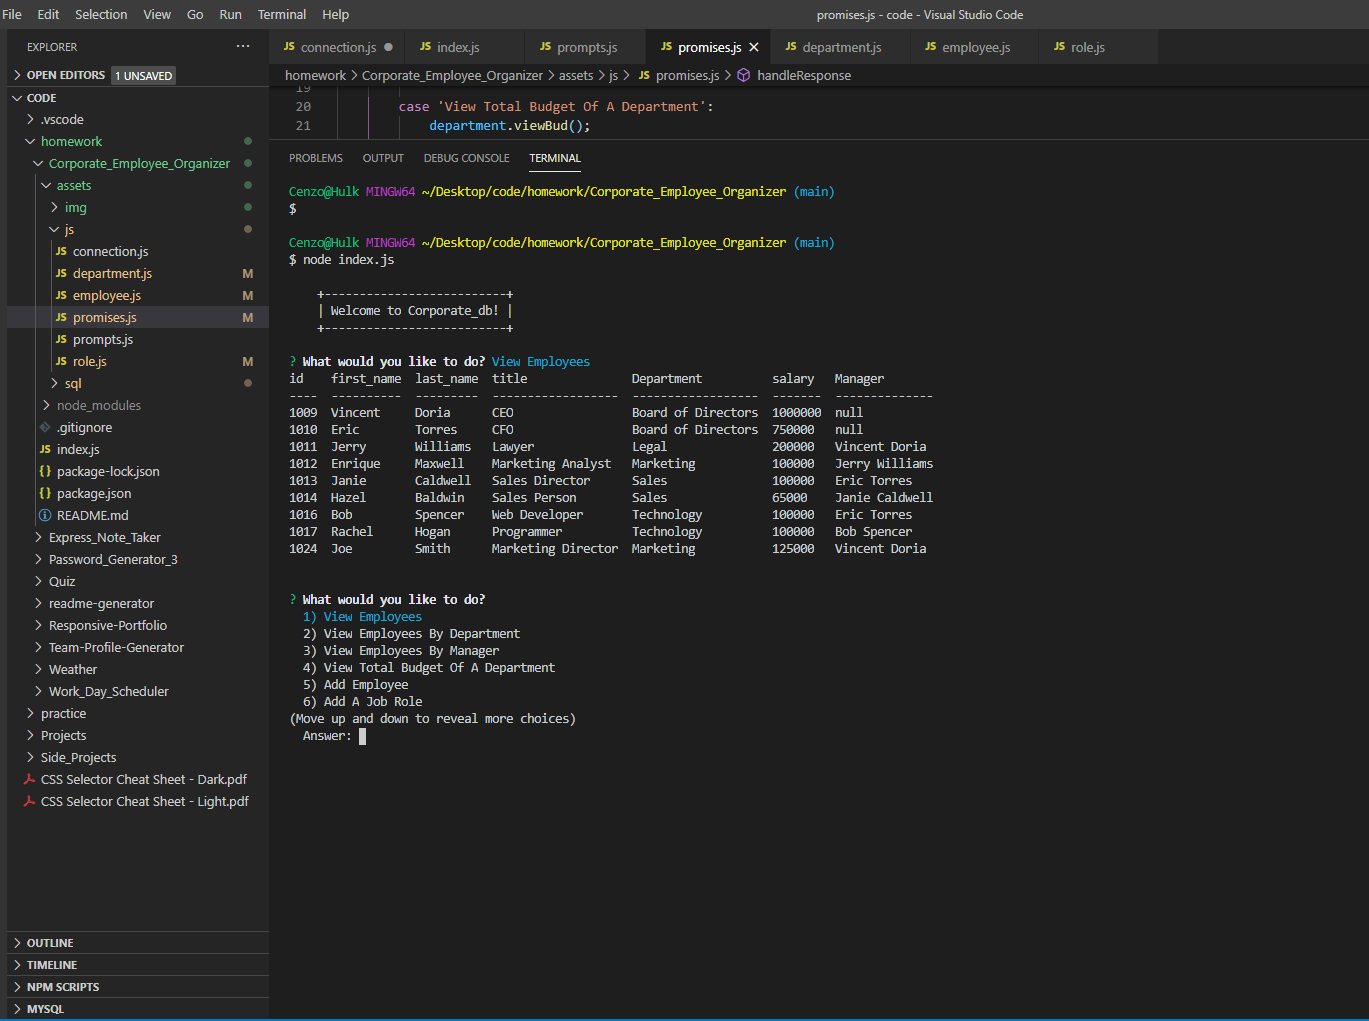 File Edit Selection View Go Run Terminal Help promises.js - code - Visual Studio Code
EXPLORER ···
OPEN EDITORS 1 UNSAVED
CODE
.vscode
homework
Corporate_Employee_Organizer
assets
img
js
JS connection.js
JS department.js M
JS employee.js M
JS promises.js M
JS prompts.js
JS role.js M
sql
node_modules
.gitignore
JS index.js
{} package-lock.json
{} package.json
README.md
Express_Note_Taker
Password_Generator_3
Quiz
readme-generator
Responsive-Portfolio
Team-Profile-Generator
Weather
Work_Day_Scheduler
practice
Projects
Side_Projects
CSS Selector Cheat Sheet - Dark.pdf
CSS Selector Cheat Sheet - Light.pdf
OUTLINE
TIMELINE
NPM SCRIPTS
MYSQL
JS connection.js JS index.js JS prompts.js JS promises.js JS department.js JS employee.js JS role.js
homework > Corporate_Employee_Organizer > assets > js > JS promises.js > handleResponse
19
20 case 'View Total Budget Of A Department':
21 department.viewBud();
PROBLEMS OUTPUT DEBUG CONSOLE TERMINAL
Cenzo@Hulk MINGW64 ~/Desktop/code/homework/Corporate_Employee_Organizer (main)
$
Cenzo@Hulk MINGW64 ~/Desktop/code/homework/Corporate_Employee_Organizer (main)
$ node index.js
+--------------------------+
| Welcome to Corporate_db! |
+--------------------------+
? What would you like to do? View Employees
id first_name last_name title Department salary Manager
---- ---------- --------- ------------------ ------------------ ------- --------------
1009 Vincent Doria CEO Board of Directors 1000000 null
1010 Eric Torres CFO Board of Directors 750000 null
1011 Jerry Williams Lawyer Legal 200000 Vincent Doria
1012 Enrique Maxwell Marketing Analyst Marketing 100000 Jerry Williams
1013 Janie Caldwell Sales Director Sales 100000 Eric Torres
1014 Hazel Baldwin Sales Person Sales 65000 Janie Caldwell
1016 Bob Spencer Web Developer Technology 100000 Eric Torres
1017 Rachel Hogan Programmer Technology 100000 Bob Spencer
1024 Joe Smith Marketing Director Marketing 125000 Vincent Doria
? What would you like to do?
1) View Employees
2) View Employees By Department
3) View Employees By Manager
4) View Total Budget Of A Department
5) Add Employee
6) Add A Job Role
(Move up and down to reveal more choices)
Answer: